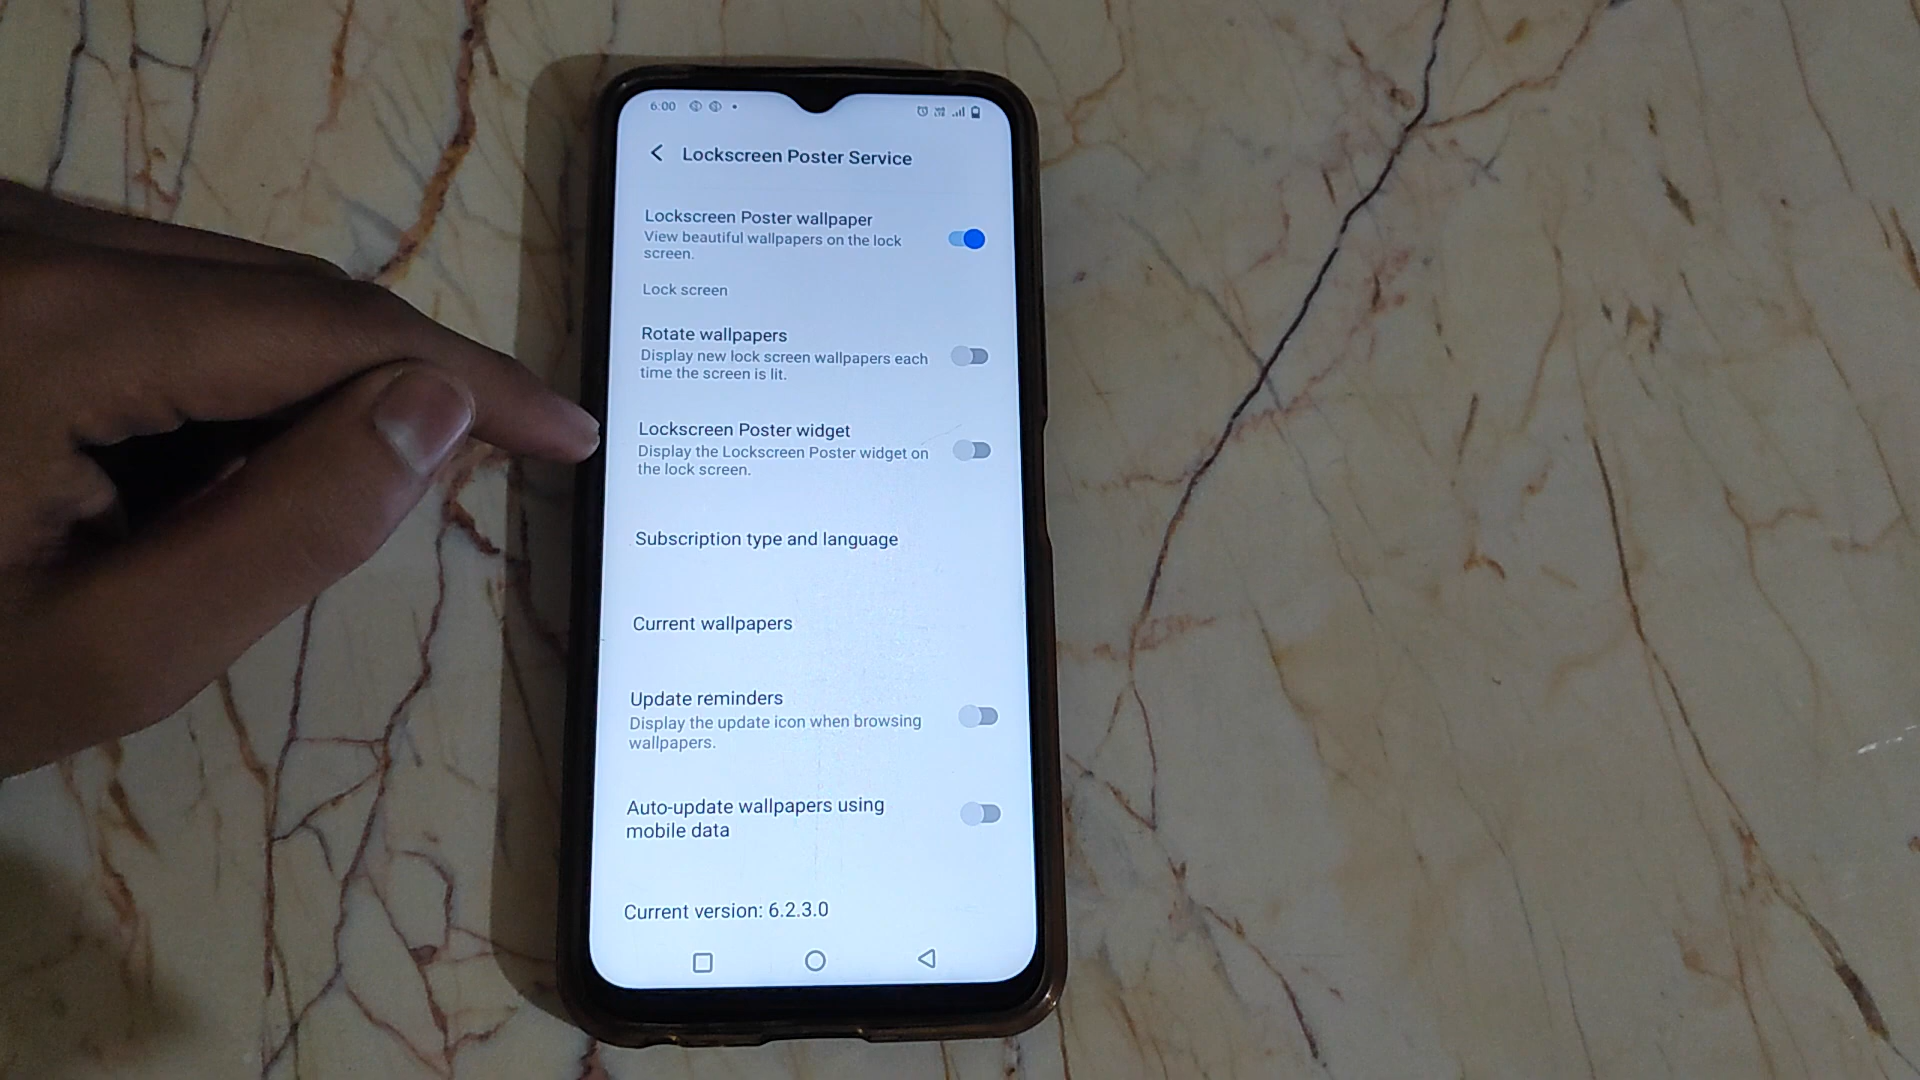 6:00
Lockscreen Poster Service
Lockscreen Poster wallpaper
View beautiful wallpapers on the lock
screen.
Lock screen
Rotate wallpapers
Display new lock screen wallpapers each
time the screen is lit.
Lockscreen Poster widget
Display the Lockscreen Poster widget on
the lock screen.
Subscription type and language
Current wallpapers
Update reminders
Display the update icon when browsing
wallpapers.
Auto-update wallpapers using
mobile data
Current version: 6.2.3.0